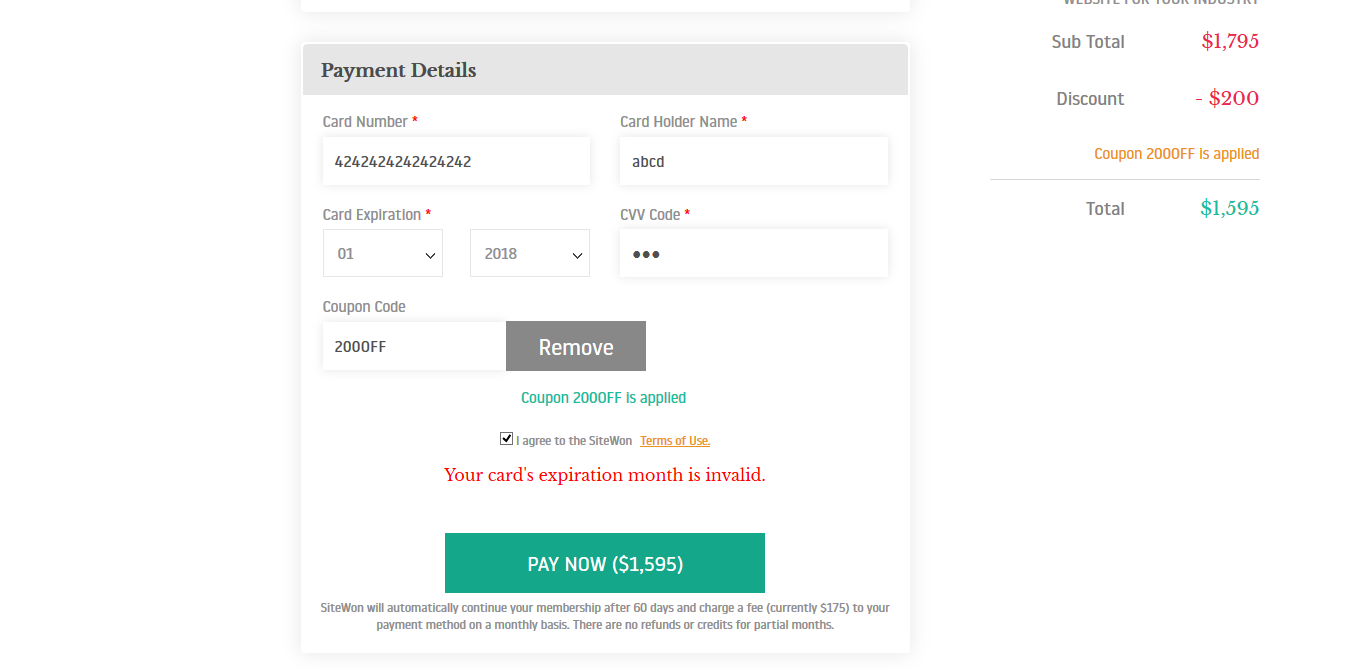 WEBSITE FOR YOUR INDUSTRY
Sub Total $1,795
Discount - $200
Coupon 200OFF is applied
Total $1,595
Payment Details
Card Number * Card Holder Name *
4242424242424242 abcd
Card Expiration * CVV Code *
01 2018 •••
Coupon Code
200OFF Remove
Coupon 200OFF is applied
I agree to the SiteWon Terms of Use.
Your card's expiration month is invalid.
PAY NOW ($1,595)
SiteWon will automatically continue your membership after 60 days and charge a fee (currently $175) to your
payment method on a monthly basis. There are no refunds or credits for partial months.